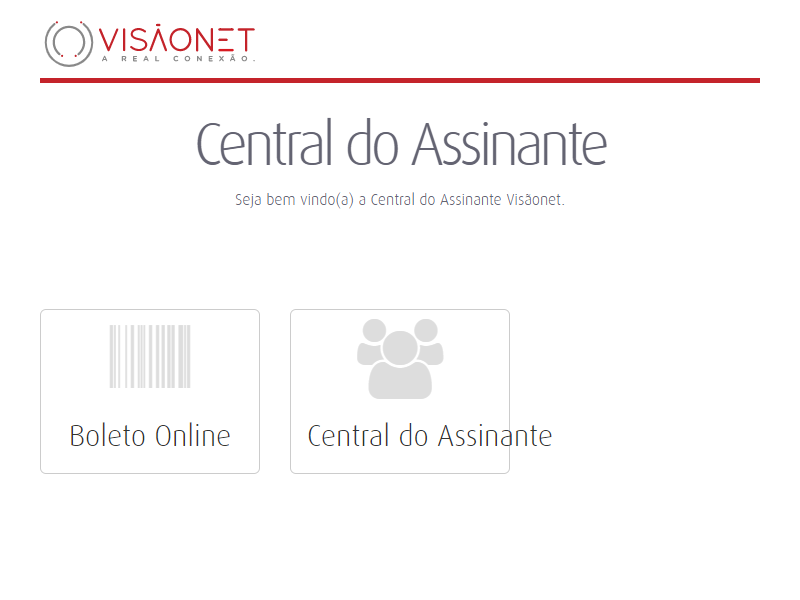 VISÃONET
A REAL CONEXÃO.
Central do Assinante
Seja bem vindo(a) a Central do Assinante Visãonet.
Boleto Online
Central do Assinante